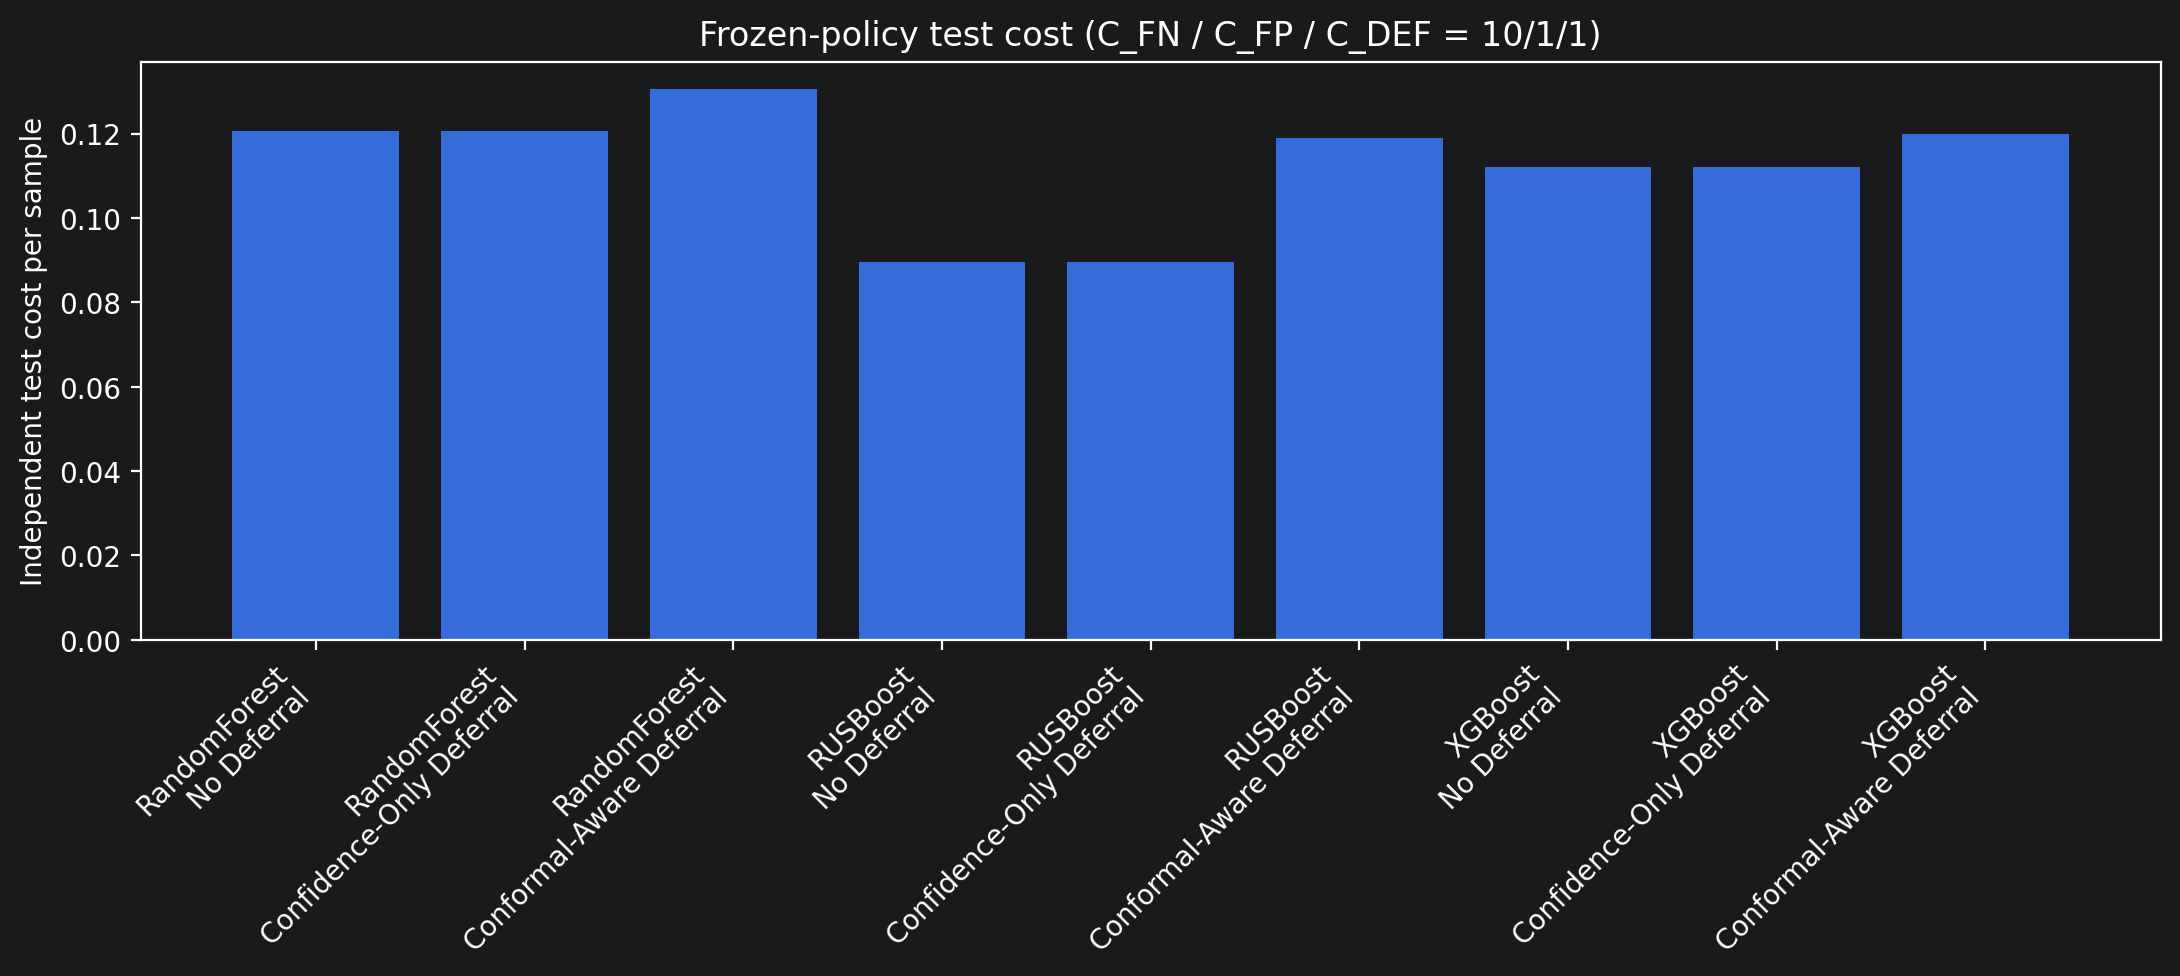 Frozen-policy test cost (C_FN / C_FP / C_DEF = 10/1/1)
Independent test cost per sample
0.12
0.10
0.08
0.06
0.04
0.02
0.00
RandomForest
No Deferral
RandomForest
Confidence-Only Deferral
RandomForest
Conformal-Aware Deferral
RUSBoost
No Deferral
RUSBoost
Confidence-Only Deferral
RUSBoost
Conformal-Aware Deferral
XGBoost
No Deferral
XGBoost
Confidence-Only Deferral
XGBoost
Conformal-Aware Deferral